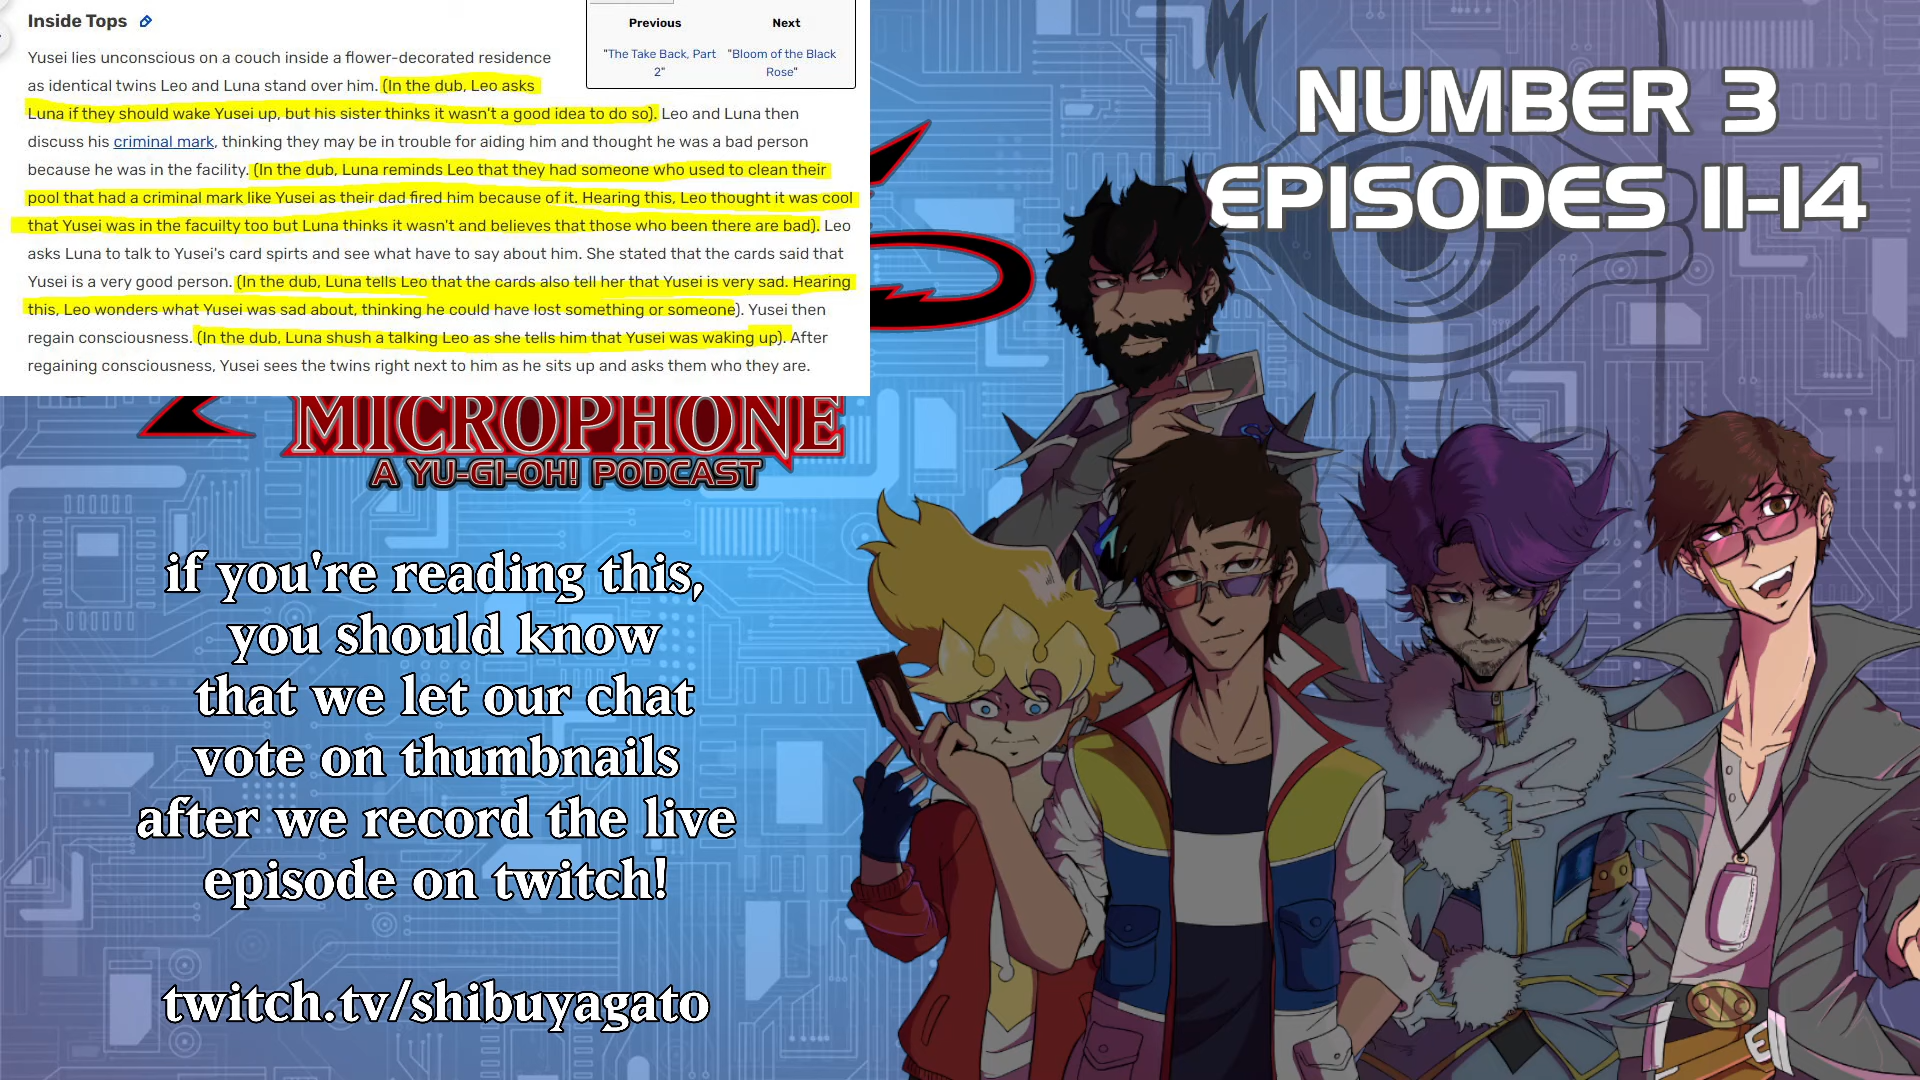 Inside Tops
Previous
Next
"The Take Back, Part
2"
"Bloom of the Black
Rose"
Yusei lies unconscious on a couch inside a flower-decorated residence
as identical twins Leo and Luna stand over him. (In the dub, Leo asks
Luna if they should wake Yusei up, but his sister thinks it wasn't a good idea to do so). Leo and Luna then
discuss his criminal mark, thinking they may be in trouble for aiding him and thought he was a bad person
because he was in the facility. (In the dub, Luna reminds Leo that they had someone who used to clean their
pool that had a criminal mark like Yusei as their dad fired him because of it. Hearing this, Leo thought it was cool
that Yusei was in the facuilty too but Luna thinks it wasn't and believes that those who been there are bad). Leo
asks Luna to talk to Yusei's card spirts and see what have to say about him. She stated that the cards said that
Yusei is a very good person. (In the dub, Luna tells Leo that the cards also tell her that Yusei is very sad. Hearing
this, Leo wonders what Yusei was sad about, thinking he could have lost something or someone). Yusei then
regain consciousness. (In the dub, Luna shush a talking Leo as she tells him that Yusei was waking up). After
regaining consciousness, Yusei sees the twins right next to him as he sits up and asks them who they are.
NUMBER 3
EPISODES 11-14
MICROPHONE
A YU-GI-OH! PODCAST
if you're reading this,
you should know
that we let our chat
vote on thumbnails
after we record the live
episode on twitch!
twitch.tv/shibuyagato